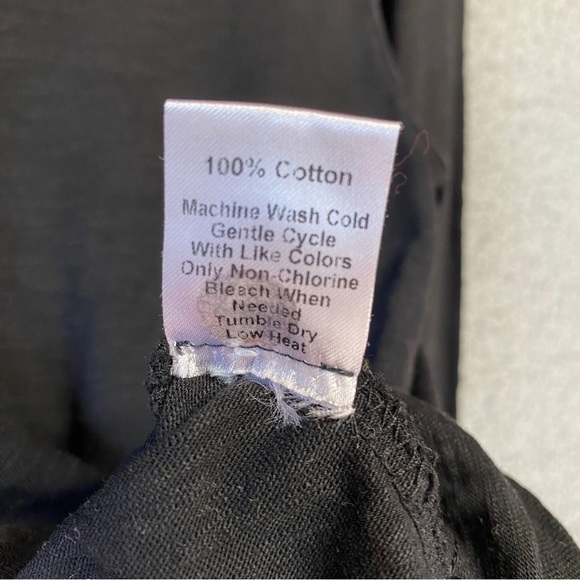 100% Cotton
Machine Wash Cold
Gentle Cycle
With Like Colors
Only Non-Chlorine
Bleach When
Needed
Tumble Dry
Low Heat